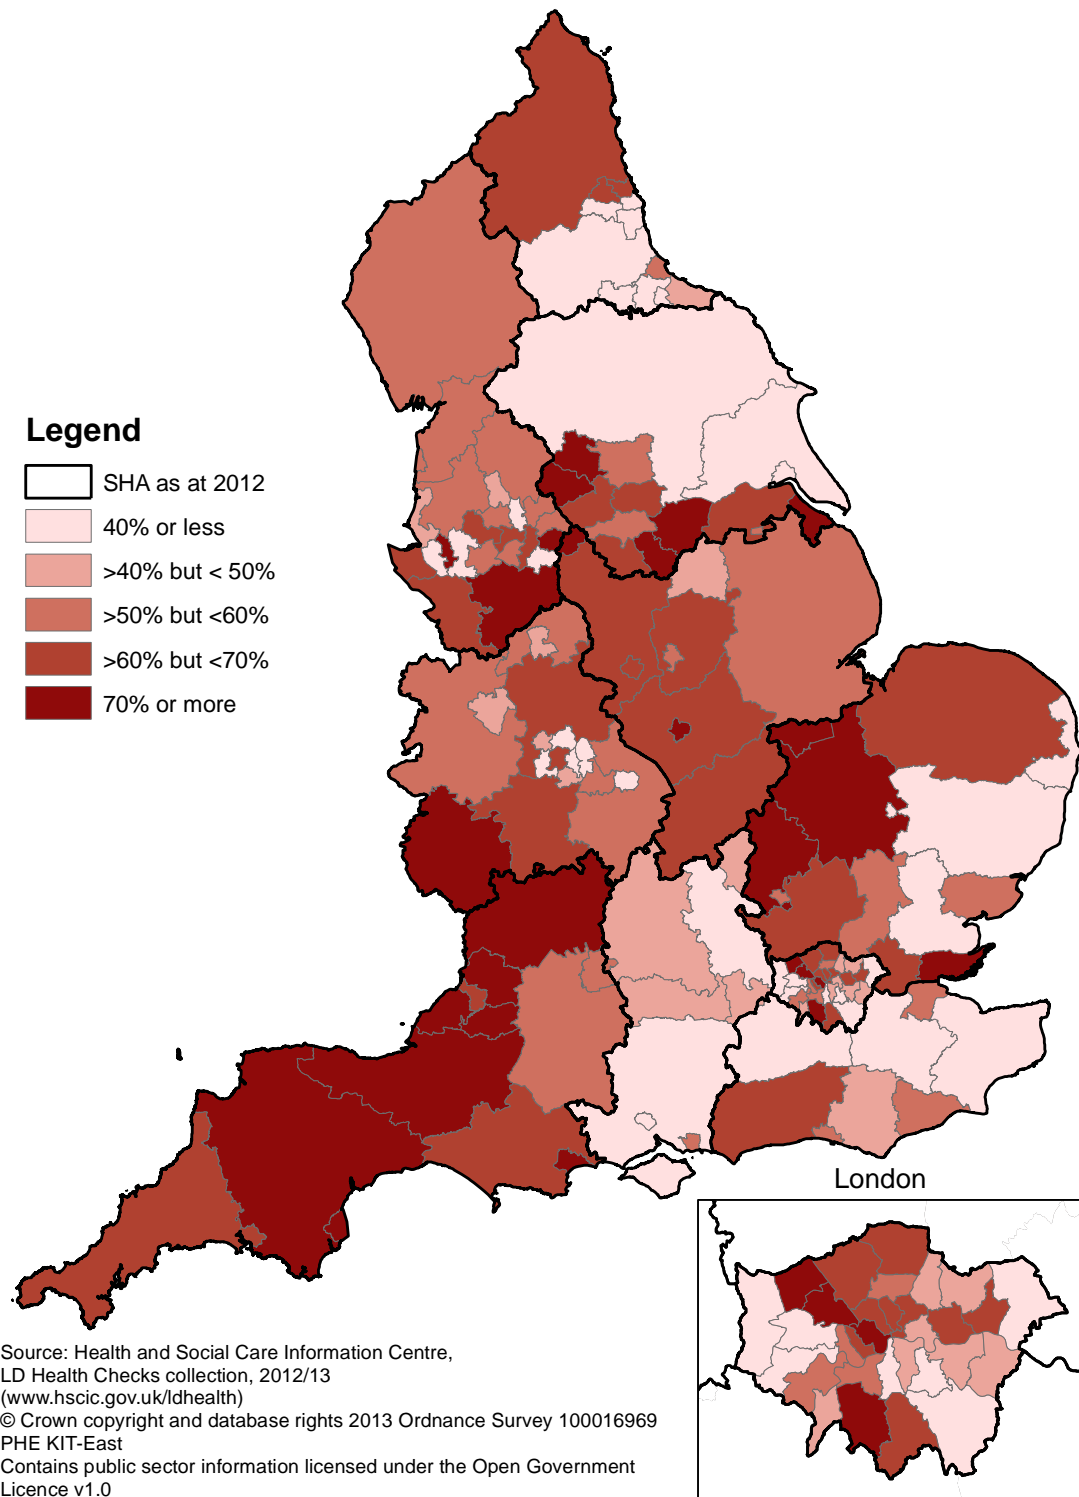 Legend
SHA as at 2012
40% or less
>40% but < 50%
>50% but <60%
>60% but <70%
70% or more
London
Source: Health and Social Care Information Centre,
LD Health Checks collection, 2012/13
(www.hscic.gov.uk/ldhealth)
© Crown copyright and database rights 2013 Ordnance Survey 100016969
PHE KIT-East
Contains public sector information licensed under the Open Government
Licence v1.0